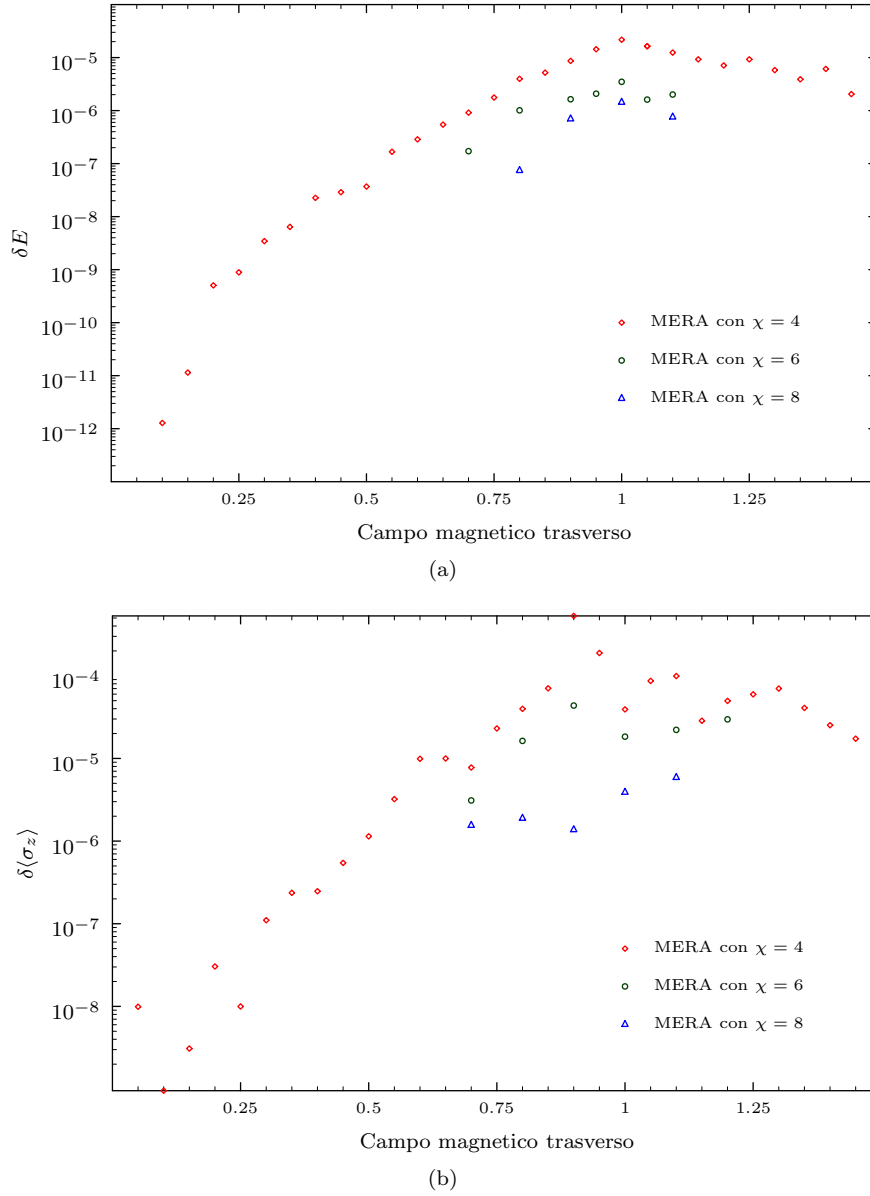 10⁻⁵
10⁻⁶
10⁻⁷
10⁻⁸
10⁻⁹
10⁻¹⁰
10⁻¹¹
10⁻¹²
δE
MERA con χ = 4
MERA con χ = 6
MERA con χ = 8
0.25 0.5 0.75 1 1.25
Campo magnetico trasverso
(a)
10⁻⁴
10⁻⁵
10⁻⁶
10⁻⁷
10⁻⁸
δ⟨σ_z⟩
MERA con χ = 4
MERA con χ = 6
MERA con χ = 8
0.25 0.5 0.75 1 1.25
Campo magnetico trasverso
(b)